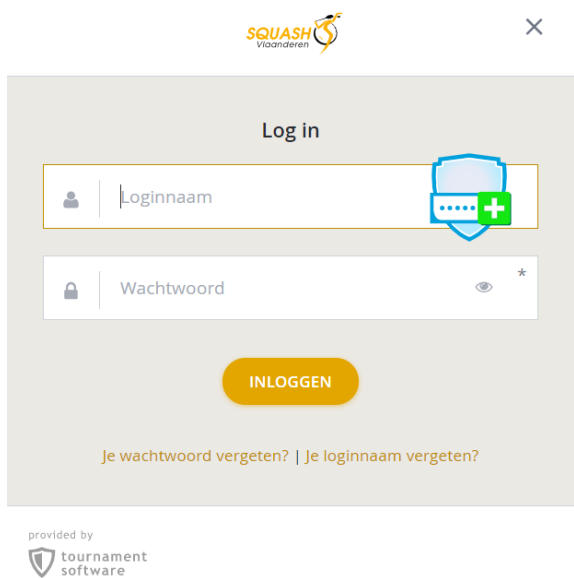 SQUASH
Vlaanderen
Log in
Loginnaam
Wachtwoord
*
INLOGGEN
Je wachtwoord vergeten? | Je loginnaam vergeten?
provided by
tournament
software